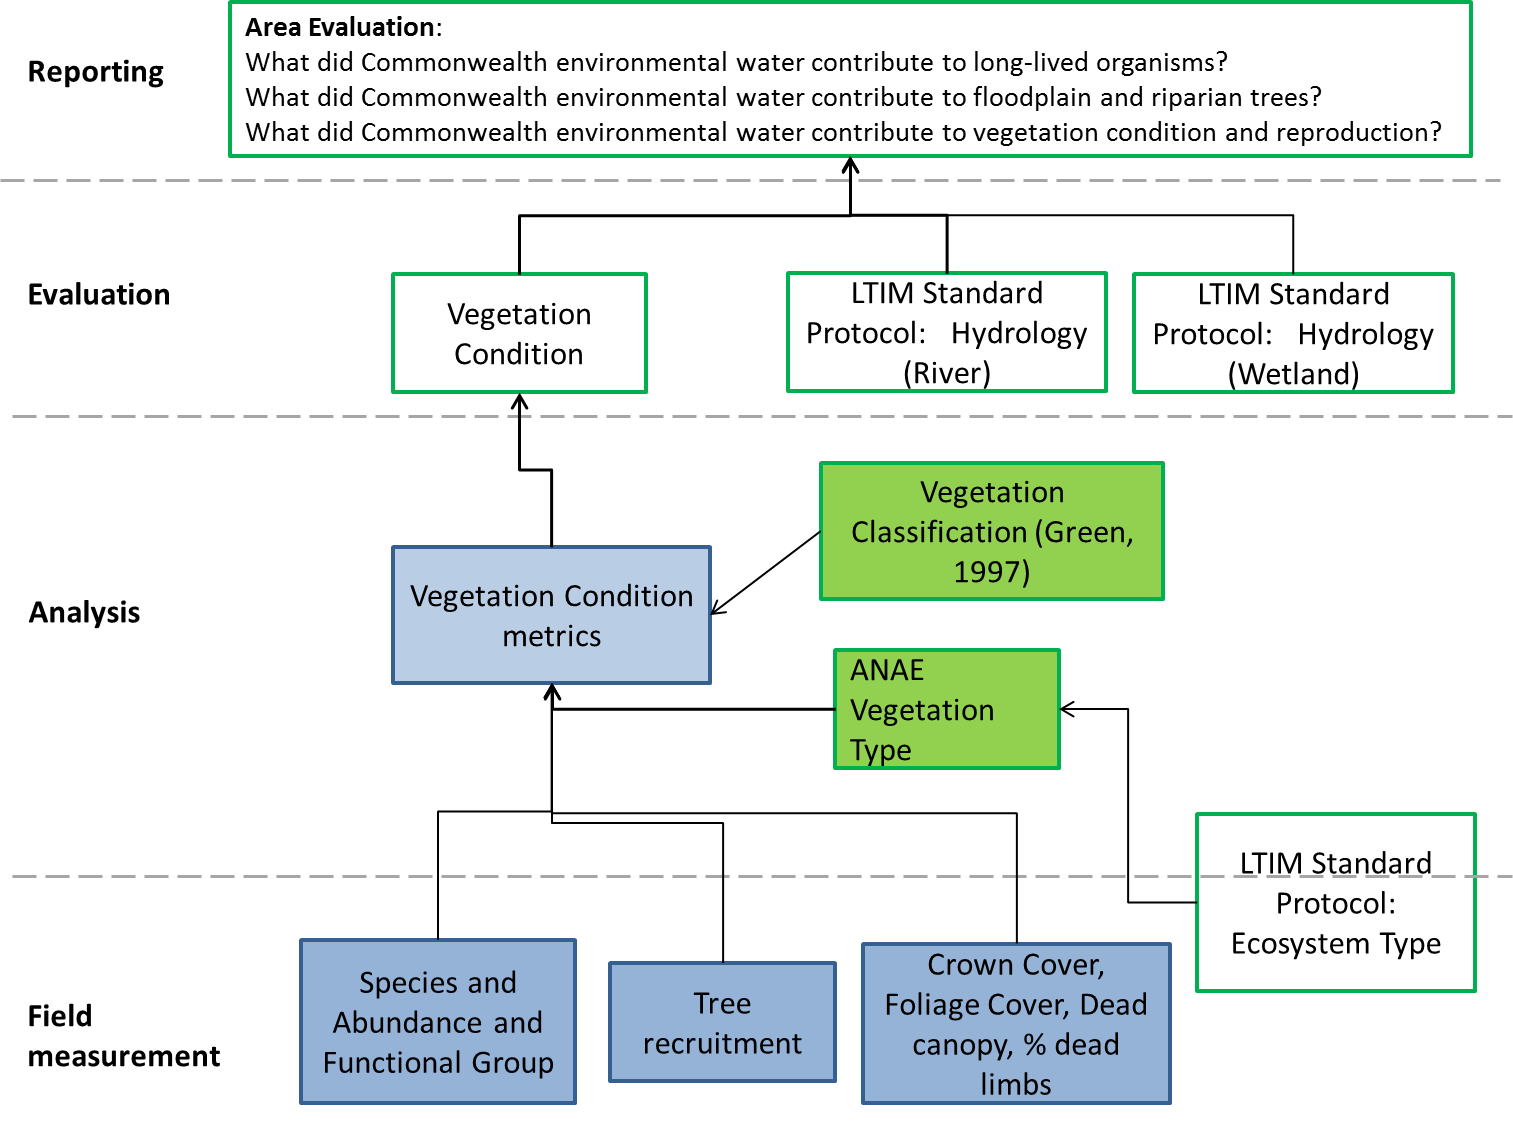 Reporting
Area Evaluation:
What did Commonwealth environmental water contribute to long-lived organisms?
What did Commonwealth environmental water contribute to floodplain and riparian trees?
What did Commonwealth environmental water contribute to vegetation condition and reproduction?
Evaluation
Vegetation
Condition
LTIM Standard
Protocol: Hydrology
(River)
LTIM Standard
Protocol: Hydrology
(Wetland)
Analysis
Vegetation
Classification (Green,
1997)
Vegetation Condition
metrics
ANAE
Vegetation
Type
LTIM Standard
Protocol:
Ecosystem Type
Field
measurement
Species and
Abundance and
Functional Group
Tree
recruitment
Crown Cover,
Foliage Cover, Dead
canopy, % dead
limbs